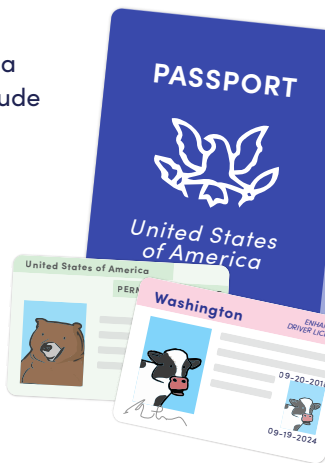 a
ude
PASSPORT
United States
of America
United States of America
PER
Washington
ENHA
DRIVER LIC
09-20-201
09-19-2024